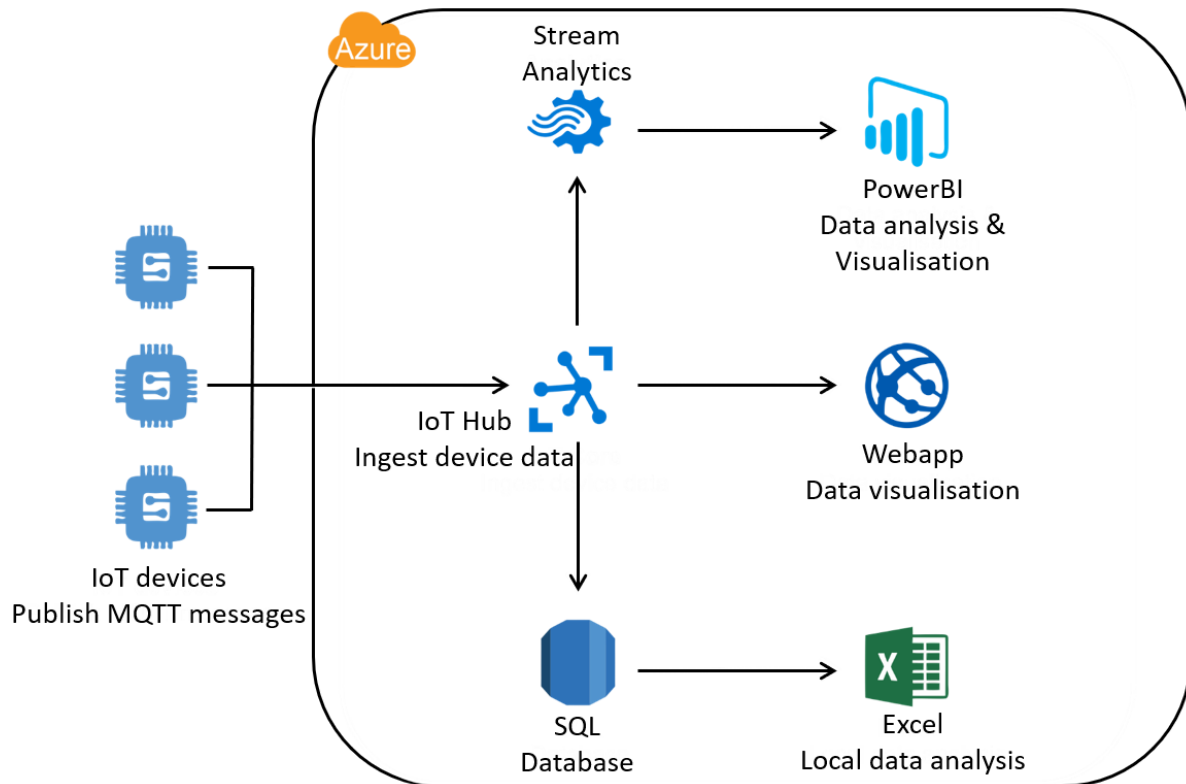 Azure
Stream
Analytics
PowerBI
Data analysis &
Visualisation
IoT Hub
Ingest device data
Webapp
Data visualisation
IoT devices
Publish MQTT messages
SQL
Database
X
Excel
Local data analysis